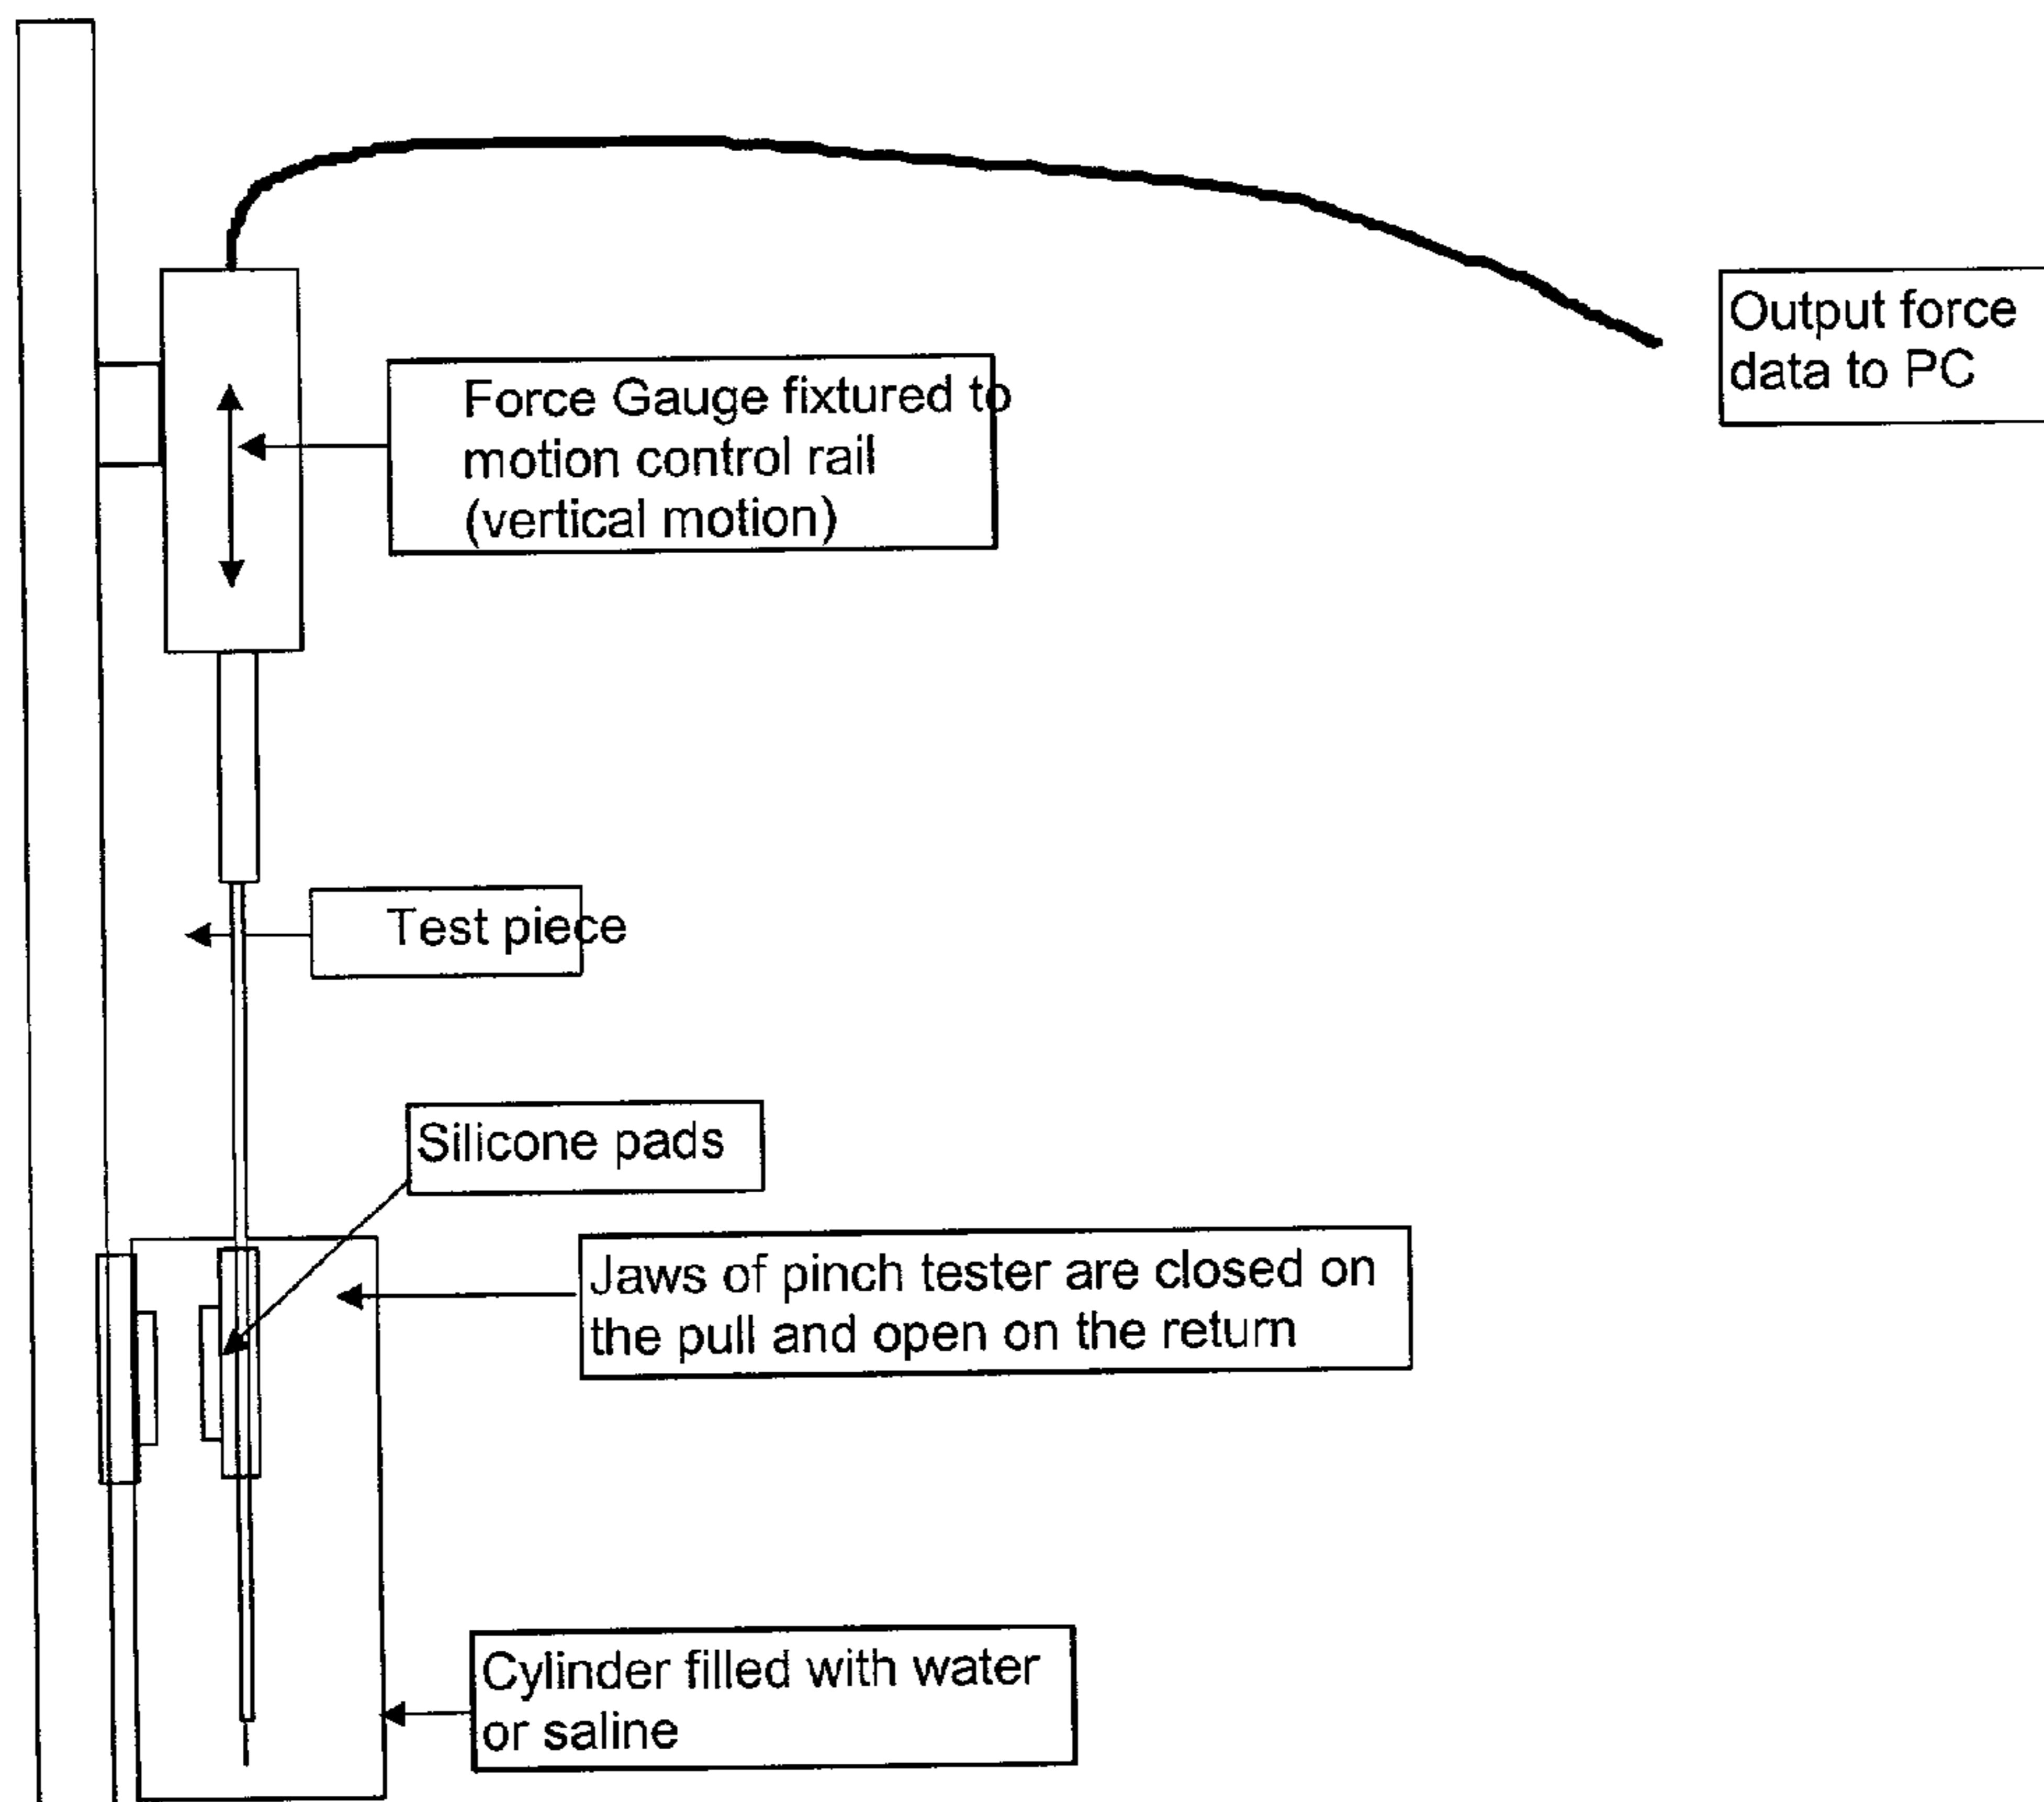 Output force
data to PC
Force Gauge fixtured to
motion control rail
(vertical motion)
Test piece
Silicone pads
Jaws of pinch tester are closed on
the pull and open on the return
Cylinder filled with water
or saline